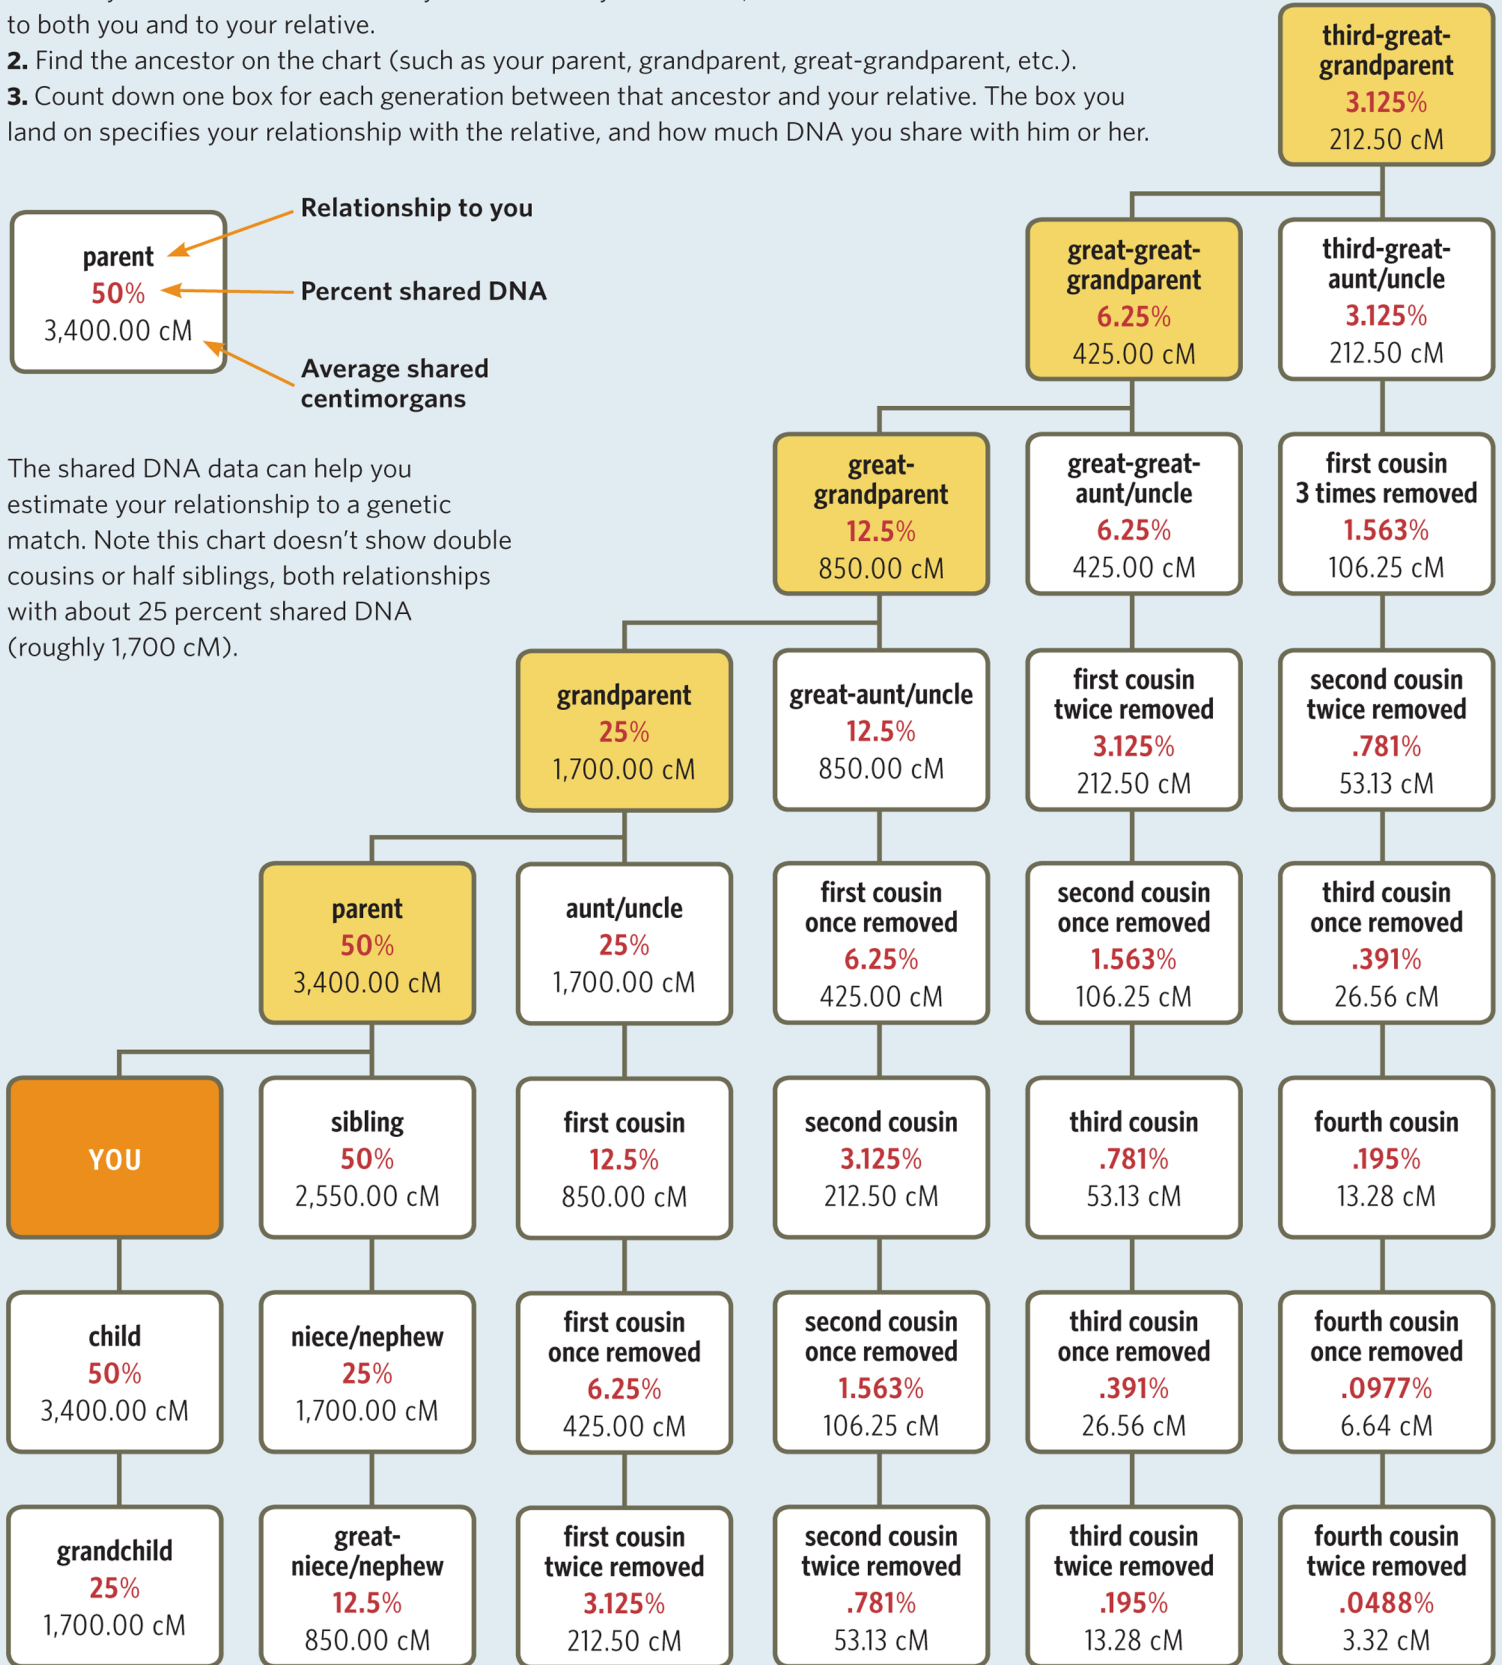 to both you and to your relative.
2. Find the ancestor on the chart (such as your parent, grandparent, great-grandparent, etc.).
3. Count down one box for each generation between that ancestor and your relative. The box you
land on specifies your relationship with the relative, and how much DNA you share with him or her.
third-great-
grandparent
3.125%
212.50 cM
parent
50%
3,400.00 cM
Relationship to you
Percent shared DNA
Average shared
centimorgans
great-great-
grandparent
6.25%
425.00 cM
third-great-
aunt/uncle
3.125%
212.50 cM
The shared DNA data can help you
estimate your relationship to a genetic
match. Note this chart doesn't show double
cousins or half siblings, both relationships
with about 25 percent shared DNA
(roughly 1,700 cM).
great-
grandparent
12.5%
850.00 cM
great-great-
aunt/uncle
6.25%
425.00 cM
first cousin
3 times removed
1.563%
106.25 cM
grandparent
25%
1,700.00 cM
great-aunt/uncle
12.5%
850.00 cM
first cousin
twice removed
3.125%
212.50 cM
second cousin
twice removed
.781%
53.13 cM
parent
50%
3,400.00 cM
aunt/uncle
25%
1,700.00 cM
first cousin
once removed
6.25%
425.00 cM
second cousin
once removed
1.563%
106.25 cM
third cousin
once removed
.391%
26.56 cM
YOU
sibling
50%
2,550.00 cM
first cousin
12.5%
850.00 cM
second cousin
3.125%
212.50 cM
third cousin
.781%
53.13 cM
fourth cousin
.195%
13.28 cM
child
50%
3,400.00 cM
niece/nephew
25%
1,700.00 cM
first cousin
once removed
6.25%
425.00 cM
second cousin
once removed
1.563%
106.25 cM
third cousin
once removed
.391%
26.56 cM
fourth cousin
once removed
.0977%
6.64 cM
grandchild
25%
1,700.00 cM
great-
niece/nephew
12.5%
850.00 cM
first cousin
twice removed
3.125%
212.50 cM
second cousin
twice removed
.781%
53.13 cM
third cousin
twice removed
.195%
13.28 cM
fourth cousin
twice removed
.0488%
3.32 cM